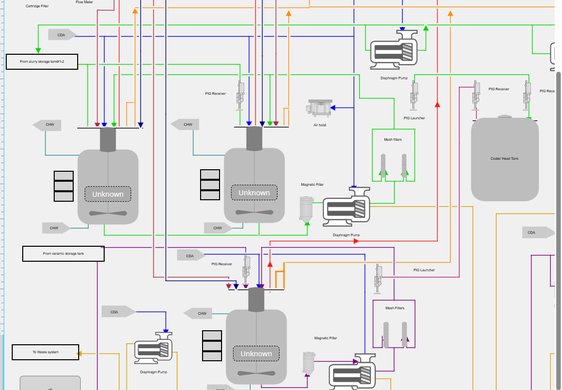 Cartridge Filter
Flow Meter
CDA
From slurry storage tank#1-2
PIG Receiver
Air knob
Diaphragm Pump
PIG Launcher
PIG Receiver
CHW
CHW
Mesh Filters
Cooler Head Tank
Unknown
Unknown
Magnetic Filter
CHW
CHW
Diaphragm Pump
CDA
From ceramic storage tank
CDA
PIG Receiver
PIG Launcher
CDA
CHW
Mesh Filters
To Waste system
Diaphragm Pump
Unknown
Magnetic Filter